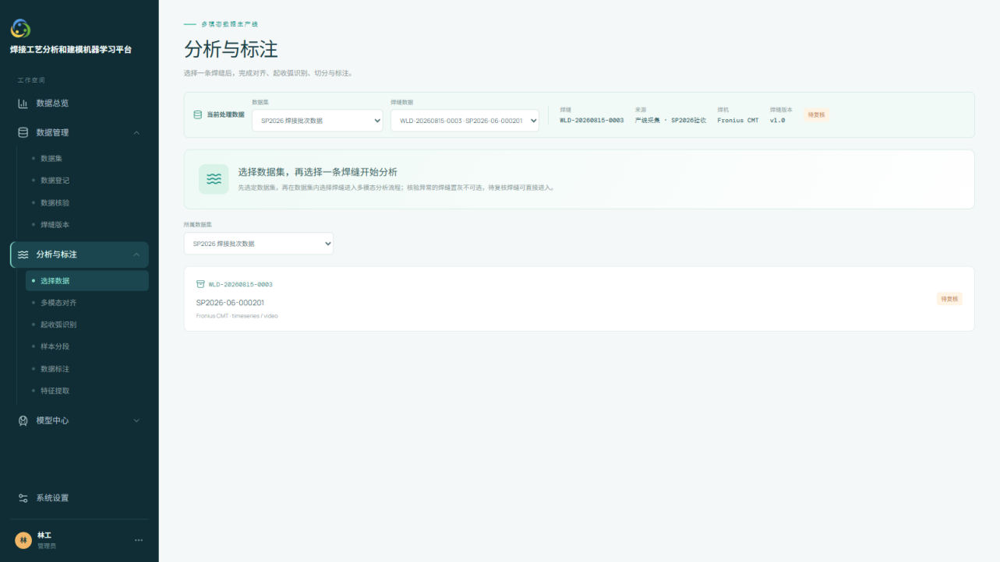 焊接工艺分析和建模机器学习平台
工作空间
数据总览
数据管理
数据集
数据登记
数据核验
焊缝版本
分析与标注
选择数据
多模态对齐
起收弧识别
样本分段
数据标注
特征提取
模型中心
系统设置
林
林工
管理员
多模态数据生产线
分析与标注
选择一条焊缝后，完成对齐、起收弧识别、切分与标注。
当前处理数据
数据集
SP2026 焊接批次数据
焊缝数据
WLD-20260815-0003 · SP2026-06-000201
焊缝
WLD-20260815-0003
来源
产线采集 · SP2026验收
焊机
Fronius CMT
焊缝版本
v1.0
待复核
选择数据集，再选择一条焊缝开始分析
先选定数据集，再在数据集内选择焊缝进入多模态分析流程；核验异常的焊缝置灰不可选，待复核焊缝可直接进入。
所属数据集
SP2026 焊接批次数据
WLD-20260815-0003
SP2026-06-000201
Fronius CMT · timeseries / video
待复核